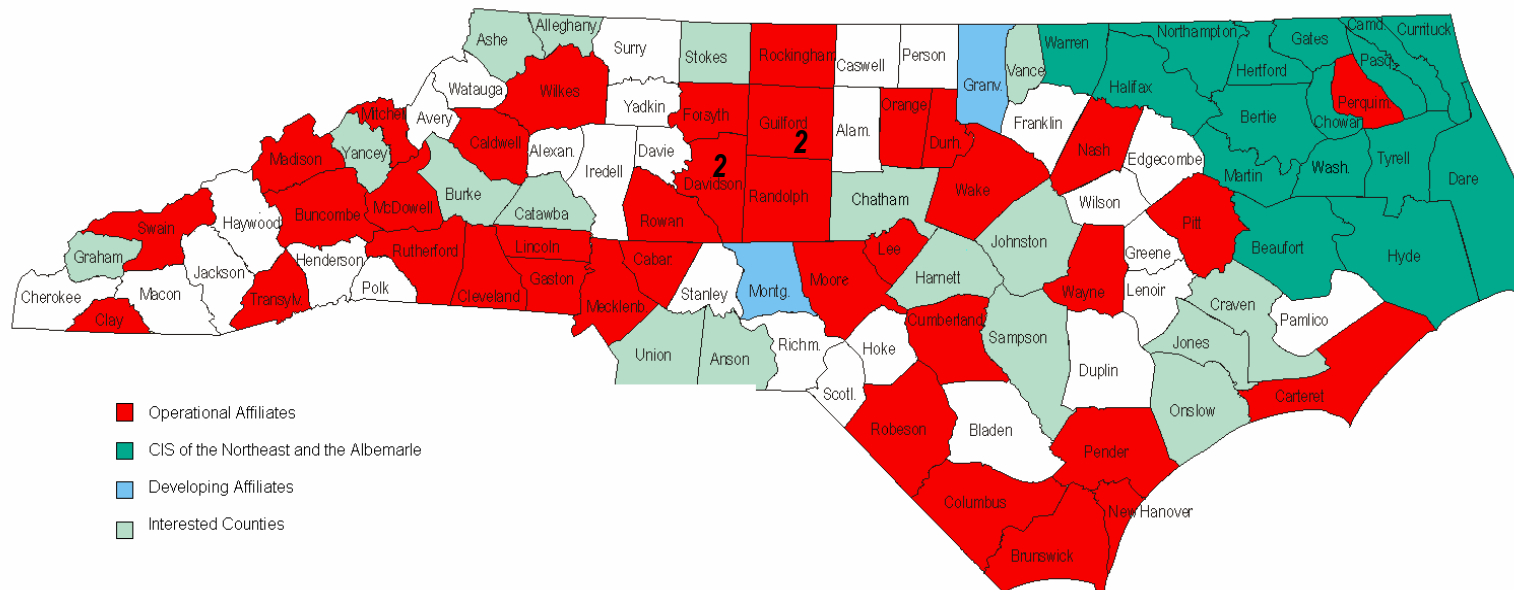 Ashe
Alleghany
Surry
Stokes
Rockingham
Caswell
Person
Granv.
Vance
Warren
Northampton
Gates
Camd.
Currituck
Pasq.
Hertford
Halifax
Perquim.
Chowan
Bertie
Watauga
Wilkes
Yadkin
Forsyth
Guilford
2
Alam.
Orange
Durh.
Franklin
Nash
Edgecombe
Martin
Wash.
Tyrell
Dare
Mitchell
Avery
Caldwell
Alexan.
Iredell
Davie
2
Davidson
Randolph
Chatham
Wake
Wilson
Pitt
Beaufort
Hyde
Madison
Yancey
Burke
Catawba
Rowan
Buncombe
McDowell
Haywood
Swain
Graham
Rutherford
Lincoln
Gaston
Cleveland
Cabar.
Mecklenb.
Stanley
Montg.
Moore
Lee
Harnett
Johnston
Wayne
Greene
Lenoir
Craven
Pamlico
Jackson
Henderson
Polk
Transylv.
Macon
Cherokee
Clay
Union
Anson
Richm.
Scotl.
Hoke
Cumberland
Sampson
Duplin
Jones
Onslow
Carteret
Robeson
Bladen
Pender
Columbus
New Hanover
Brunswick
Operational Affiliates
CIS of the Northeast and the Albemarle
Developing Affiliates
Interested Counties